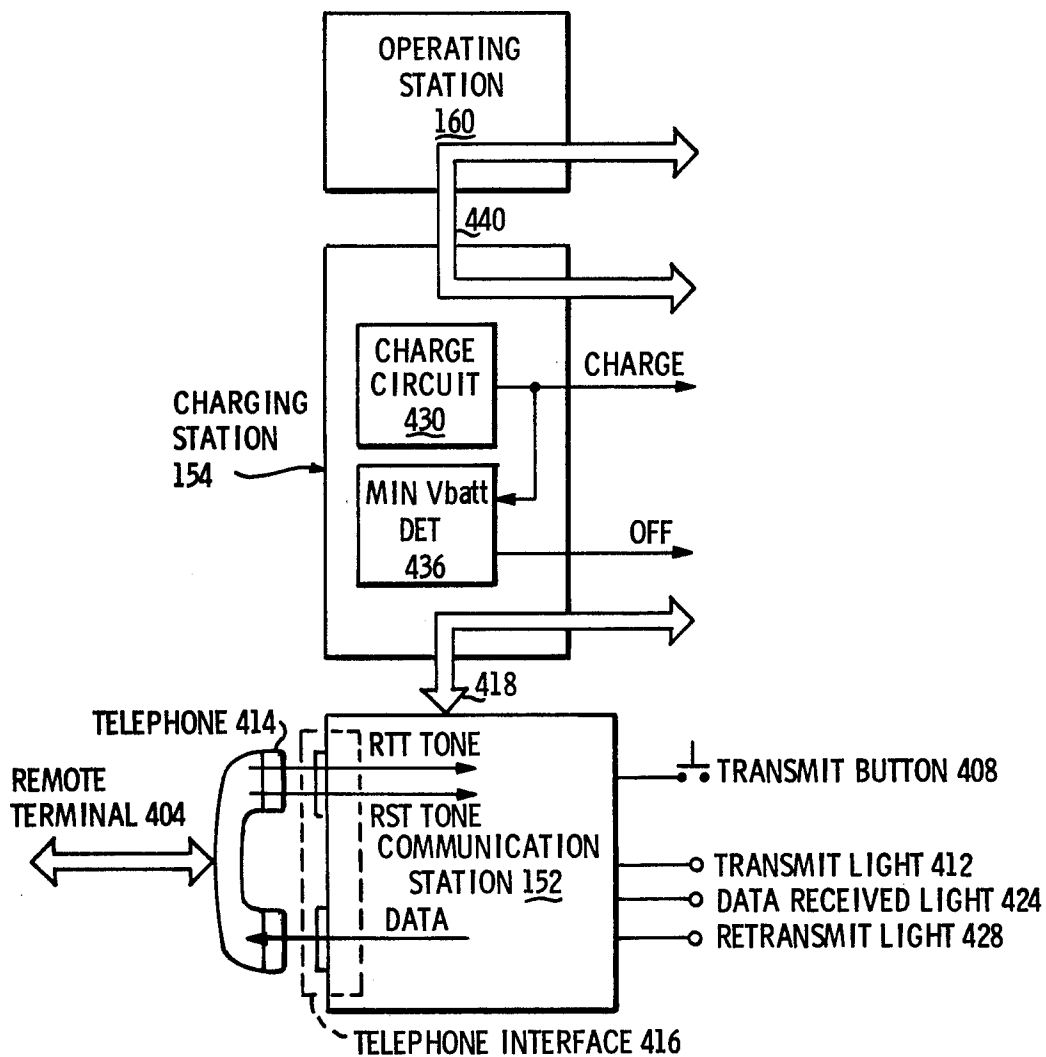 OPERATING
STATION
160
440
CHARGE
CIRCUIT
430
CHARGE
CHARGING
STATION
154
MIN Vbatt
DET
436
OFF
418
TELEPHONE 414
RTT TONE
RST TONE
REMOTE
TERMINAL 404
COMMUNICATION
STATION 152
DATA
TRANSMIT BUTTON 408
TRANSMIT LIGHT 412
DATA RECEIVED LIGHT 424
RETRANSMIT LIGHT 428
TELEPHONE INTERFACE 416